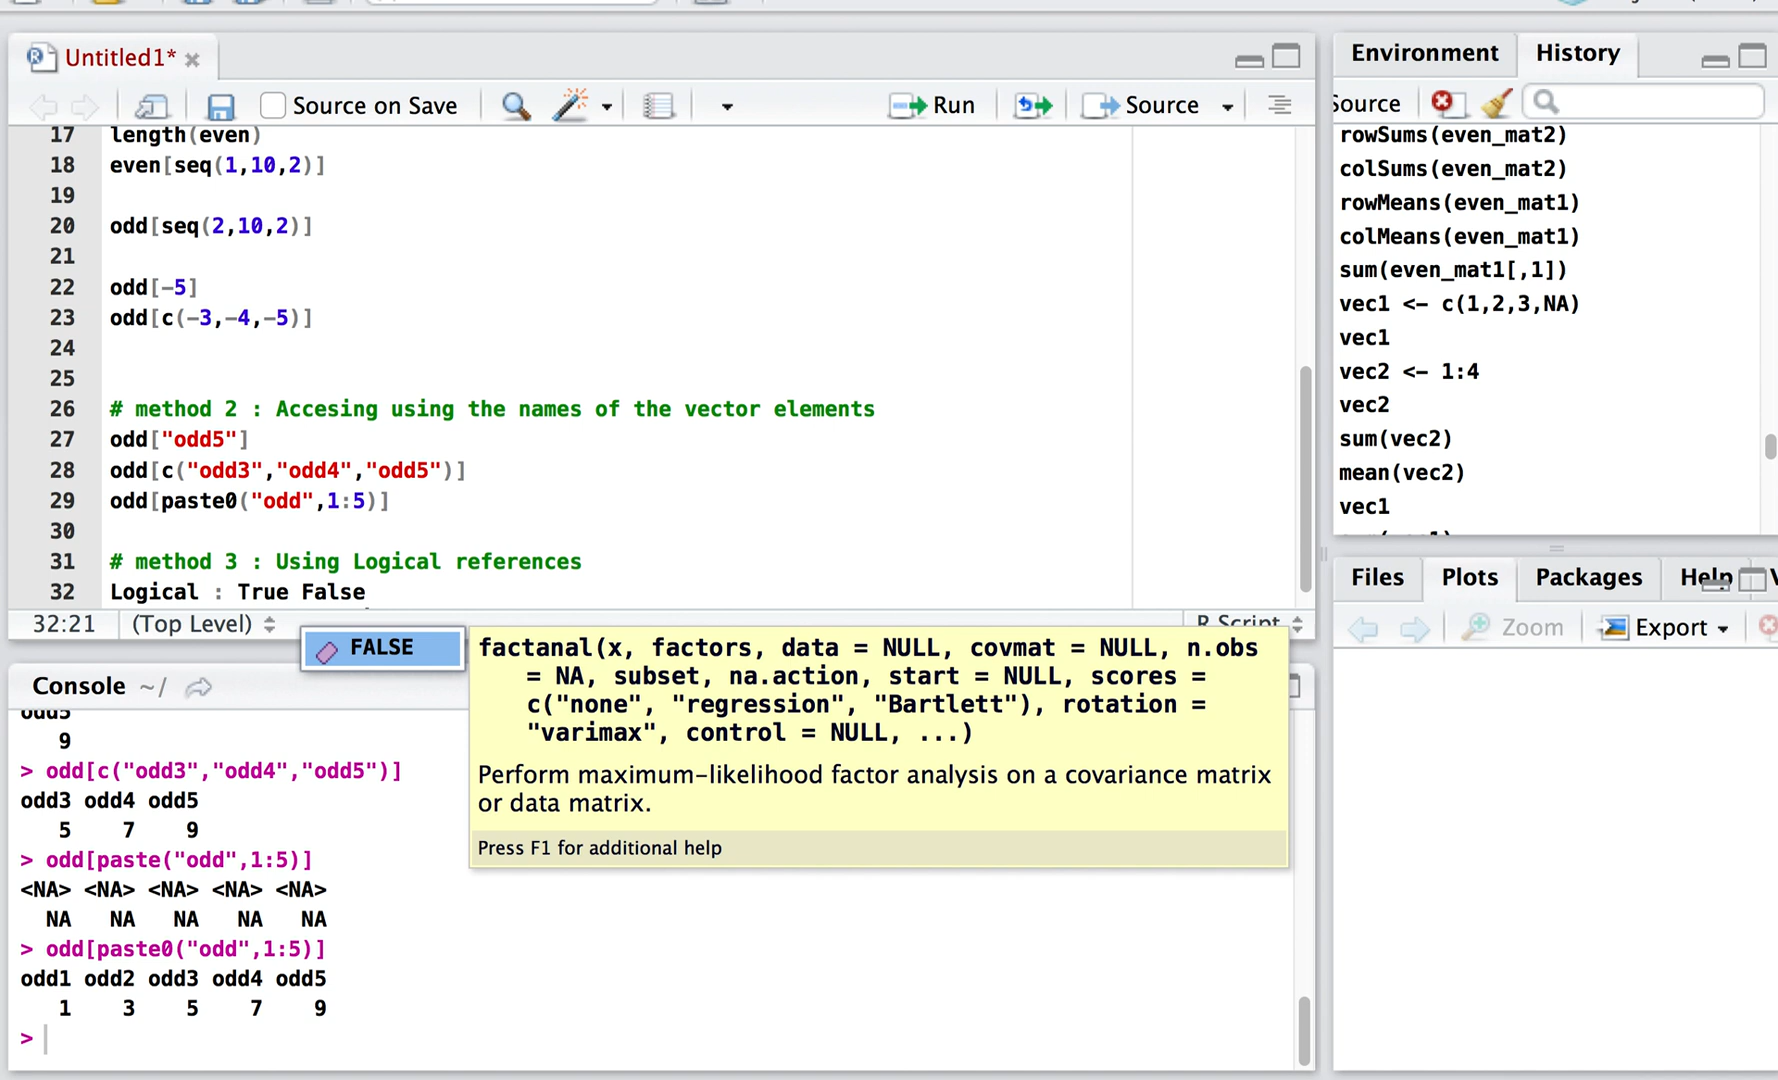 Untitled1*
Source on Save
Run
Source
17 length(even)
18 even[seq(1,10,2)]
19
20 odd[seq(2,10,2)]
21
22 odd[-5]
23 odd[c(-3,-4,-5)]
24
25
26 # method 2 : Accesing using the names of the vector elements
27 odd["odd5"]
28 odd[c("odd3","odd4","odd5")]
29 odd[paste0("odd",1:5)]
30
31 # method 3 : Using Logical references
32 Logical : True False
32:21 (Top Level) R Script
FALSE
factanal(x, factors, data = NULL, covmat = NULL, n.obs
= NA, subset, na.action, start = NULL, scores =
c("none", "regression", "Bartlett"), rotation =
"varimax", control = NULL, ...)
Perform maximum-likelihood factor analysis on a covariance matrix
or data matrix.
Press F1 for additional help
Console ~/
odd5
9
> odd[c("odd3","odd4","odd5")]
odd3 odd4 odd5
5 7 9
> odd[paste("odd",1:5)]
<NA> <NA> <NA> <NA> <NA>
NA NA NA NA NA
> odd[paste0("odd",1:5)]
odd1 odd2 odd3 odd4 odd5
1 3 5 7 9
>
Environment History
Source
rowSums(even_mat2)
colSums(even_mat2)
rowMeans(even_mat1)
colMeans(even_mat1)
sum(even_mat1[,1])
vec1 <- c(1,2,3,NA)
vec1
vec2 <- 1:4
vec2
sum(vec2)
mean(vec2)
vec1
Files Plots Packages Help
Zoom Export